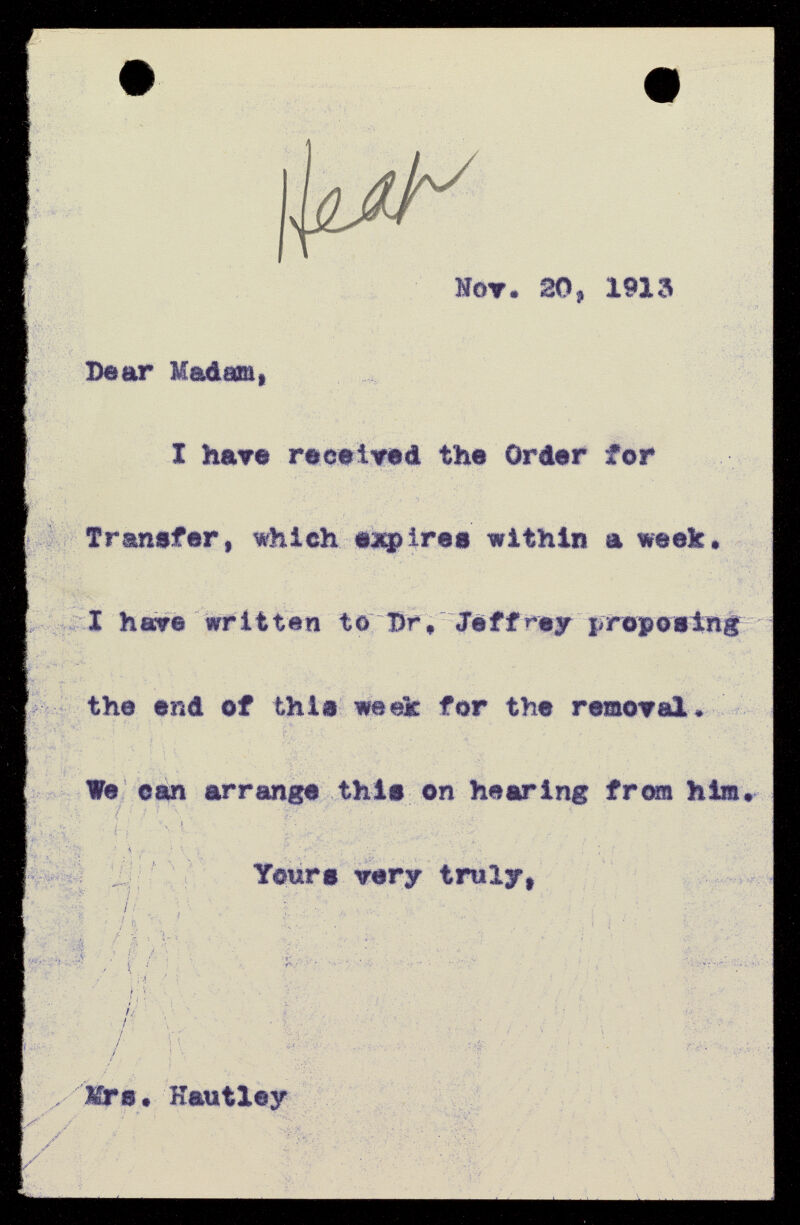 Heap
Nov. 20, 1913
Dear Madam,
I have received the Order for
Transfer, which expires within a week.
I have written to Dr. Jeffrey proposing
the end of this week for the removal.
We can arrange this on hearing from him.
Yours very truly,
Mrs. Hautley